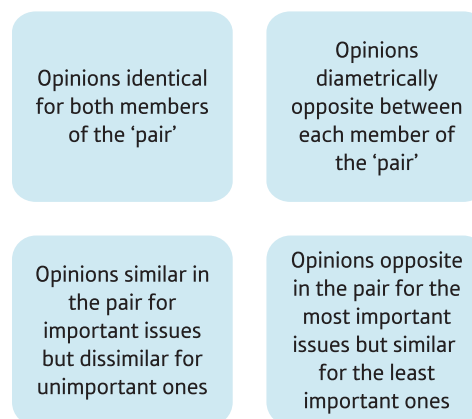 Opinions identical
for both members
of the ‘pair’
Opinions
diametrically
opposite between
each member of
the ‘pair’
Opinions similar in
the pair for
important issues
but dissimilar for
unimportant ones
Opinions opposite
in the pair for the
most important
issues but similar
for the least
important ones